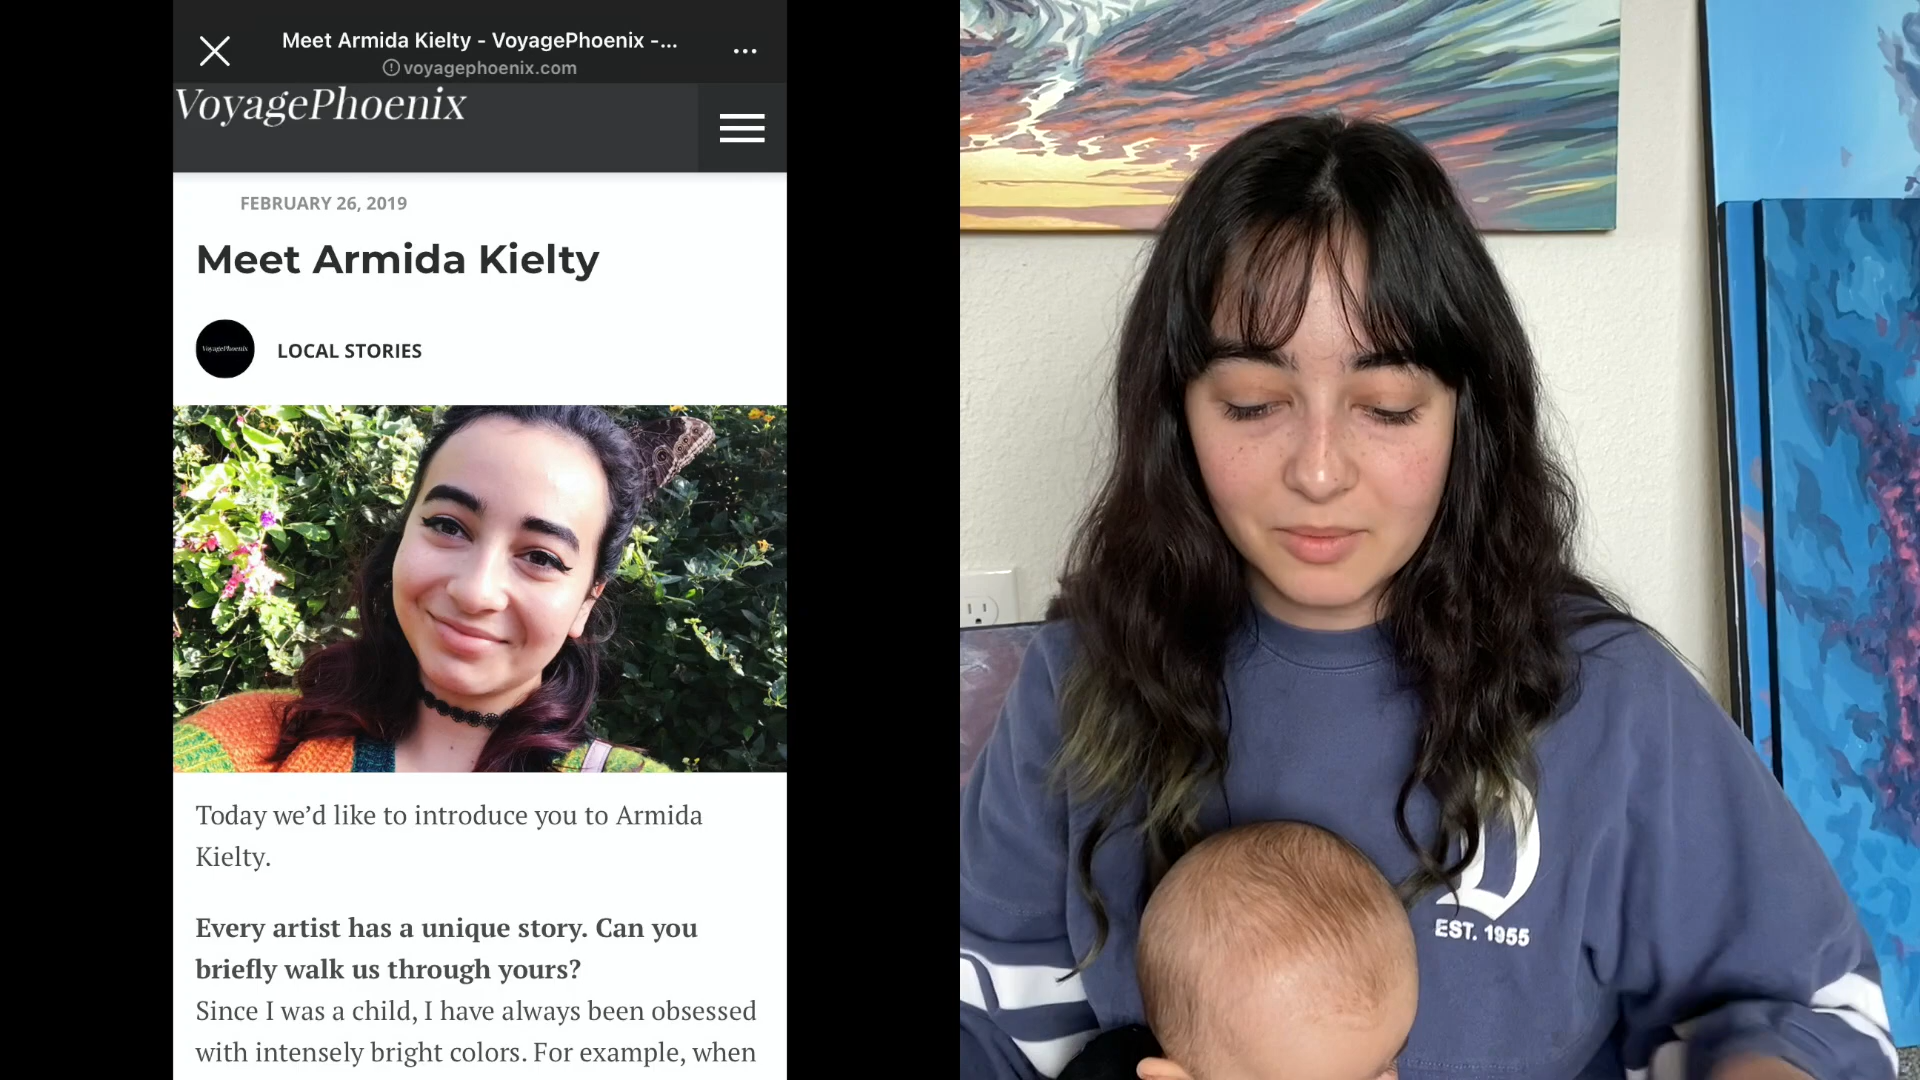 Meet Armida Kielty - VoyagePhoenix -...
voyagephoenix.com
VoyagePhoenix
FEBRUARY 26, 2019
Meet Armida Kielty
VoyagePhoenix
LOCAL STORIES
Today we’d like to introduce you to Armida
Kielty.
Every artist has a unique story. Can you
briefly walk us through yours?
Since I was a child, I have always been obsessed
with intensely bright colors. For example, when
D
EST. 1955